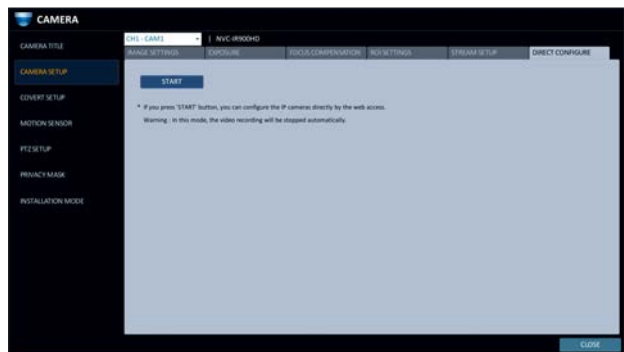 CAMERA
CAMERA TITLE
CH1 - CAM1 | NVC-IR900HD
IMAGE SETTINGS EXPOSURE FOCUS COMPENSATION ROI SETTINGS STREAM SETUP DIRECT CONFIGURE
CAMERA SETUP
START
COVERT SETUP
* If you press 'START' button, you can configure the IP cameras directly by the web access.
Warning : In this mode, the video recording will be stopped automatically.
MOTION SENSOR
PTZ SETUP
PRIVACY MASK
INSTALLATION MODE
CLOSE